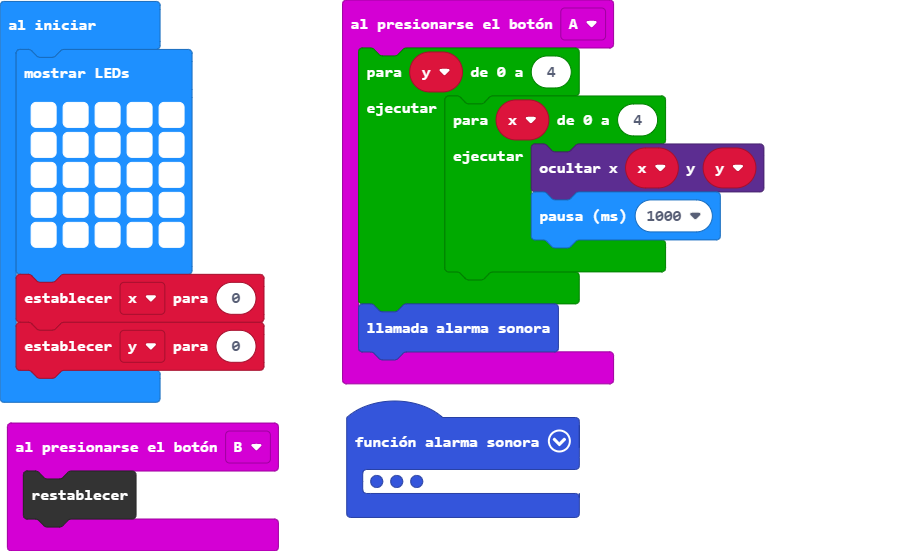 al iniciar
mostrar LEDs
establecer x para 0
establecer y para 0
al presionarse el botón A
para y de 0 a 4
ejecutar
para x de 0 a 4
ejecutar
ocultar x x y y
pausa (ms) 1000
llamada alarma sonora
al presionarse el botón B
restablecer
función alarma sonora